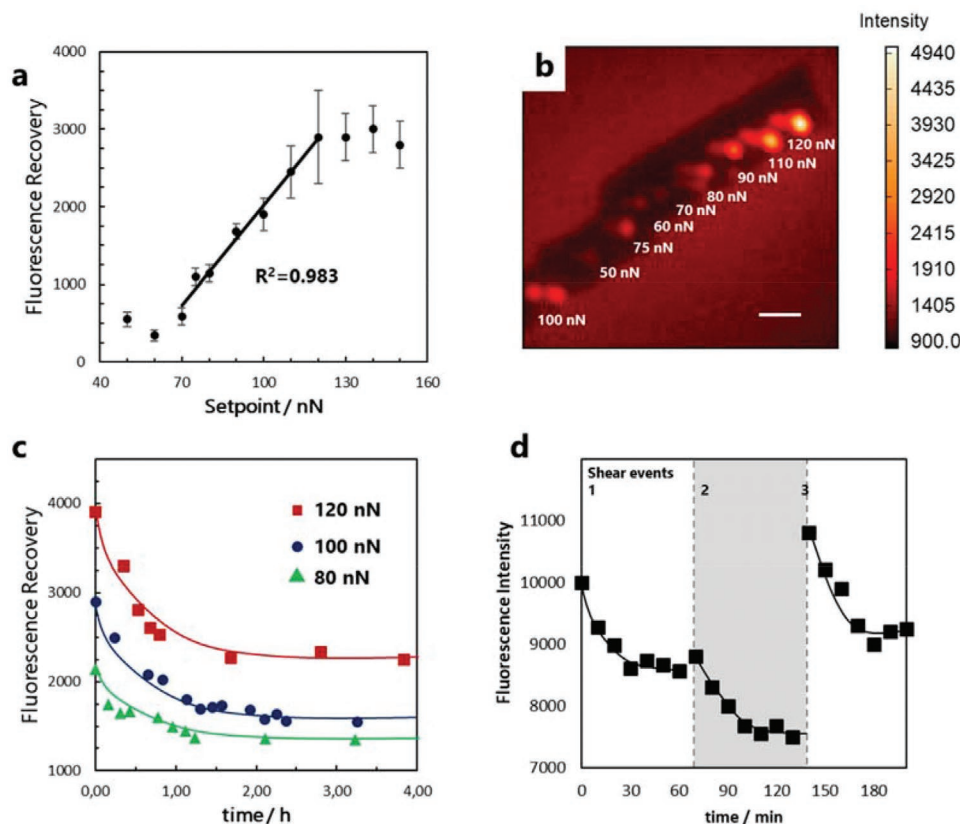 a
4000
3000
2000
1000
0
Fluorescence Recovery
R²=0.983
40
70
100
130
160
Setpoint / nN
b
120 nN
110 nN
90 nN
80 nN
70 nN
60 nN
75 nN
50 nN
100 nN
Intensity
4940
4435
3930
3425
2920
2415
1910
1405
900.0
c
4000
3000
2000
1000
Fluorescence Recovery
120 nN
100 nN
80 nN
0,00
1,00
2,00
3,00
4,00
time / h
d
Shear events
1
2
3
11000
10000
9000
8000
7000
Fluorescence Intensity
0
30
60
90
120
150
180
time / min